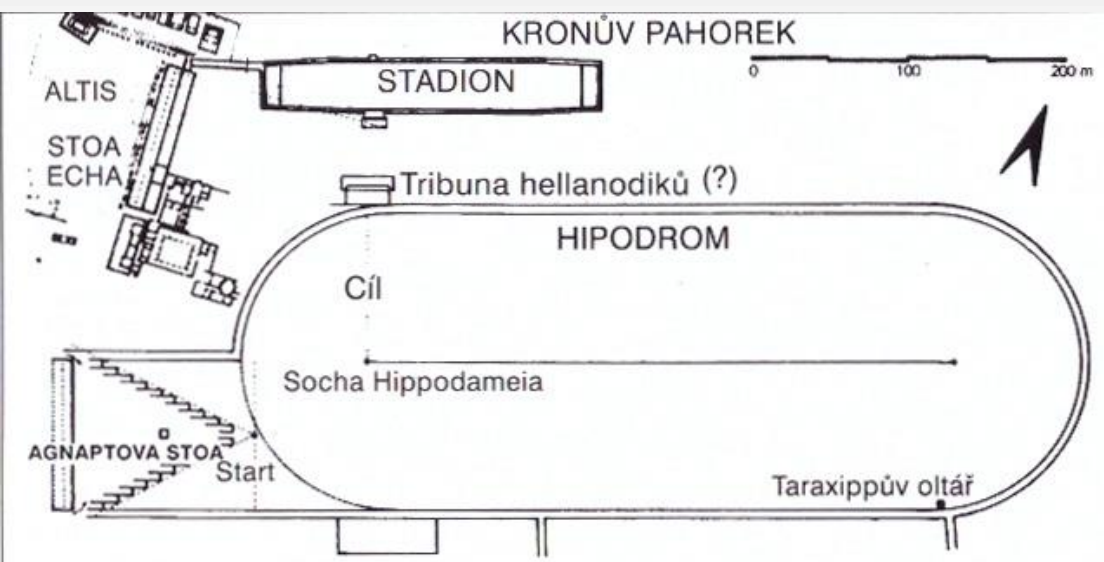 KRONŮV PAHOREK
0 100 200 m
STADION
ALTIS
STOA
ECHA
Tribuna hellanodiků (?)
HIPODROM
Cíl
Socha Hippodameia
AGNAPTOVA STOA
Start
Taraxippův oltář